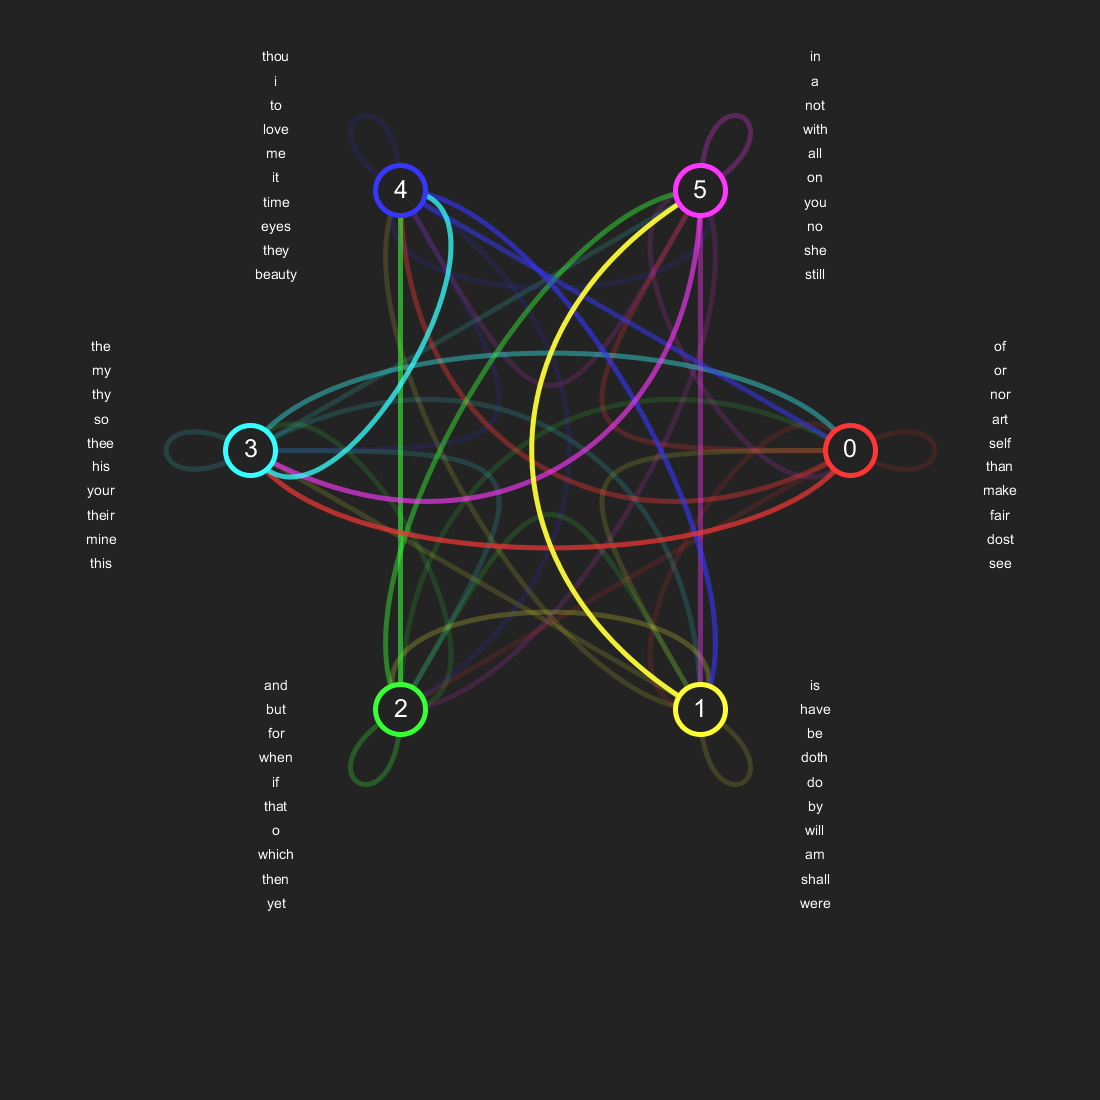 thou
i
to
love
me
it
time
eyes
they
beauty
in
a
not
with
all
on
you
no
she
still
4
5
the
my
thy
so
thee
his
your
their
mine
this
3
0
of
or
nor
art
self
than
make
fair
dost
see
2
1
and
but
for
when
if
that
o
which
then
yet
is
have
be
doth
do
by
will
am
shall
were